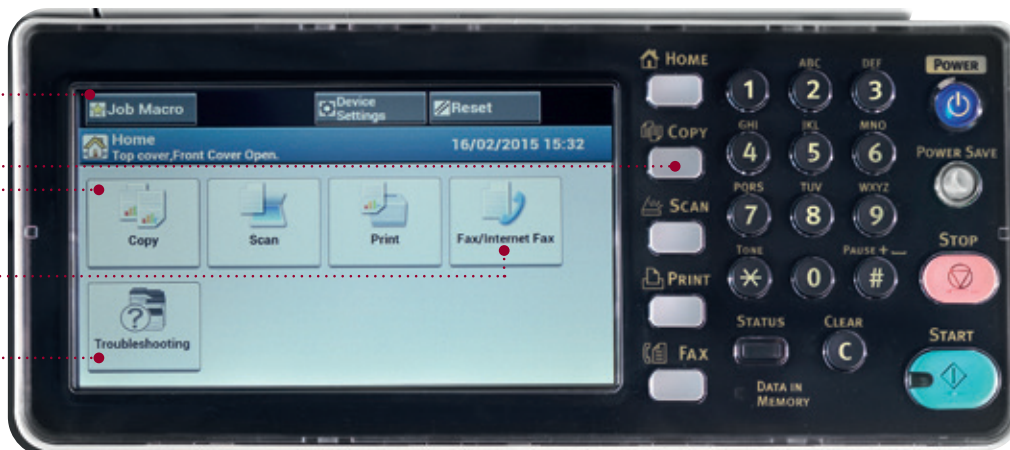 Job Macro
Device
Settings
Reset
Home
Top cover,Front Cover Open.
16/02/2015 15:32
Copy
Scan
Print
Fax/Internet Fax
Troubleshooting
HOME
COPY
SCAN
PRINT
FAX
ABC
DEF
1
2
3
GHI
JKL
MNO
4
5
6
PQRS
TUV
WXYZ
7
8
9
TONE
PAUSE + _
0
#
STATUS
CLEAR
C
DATA IN
MEMORY
POWER
POWER SAVE
STOP
START